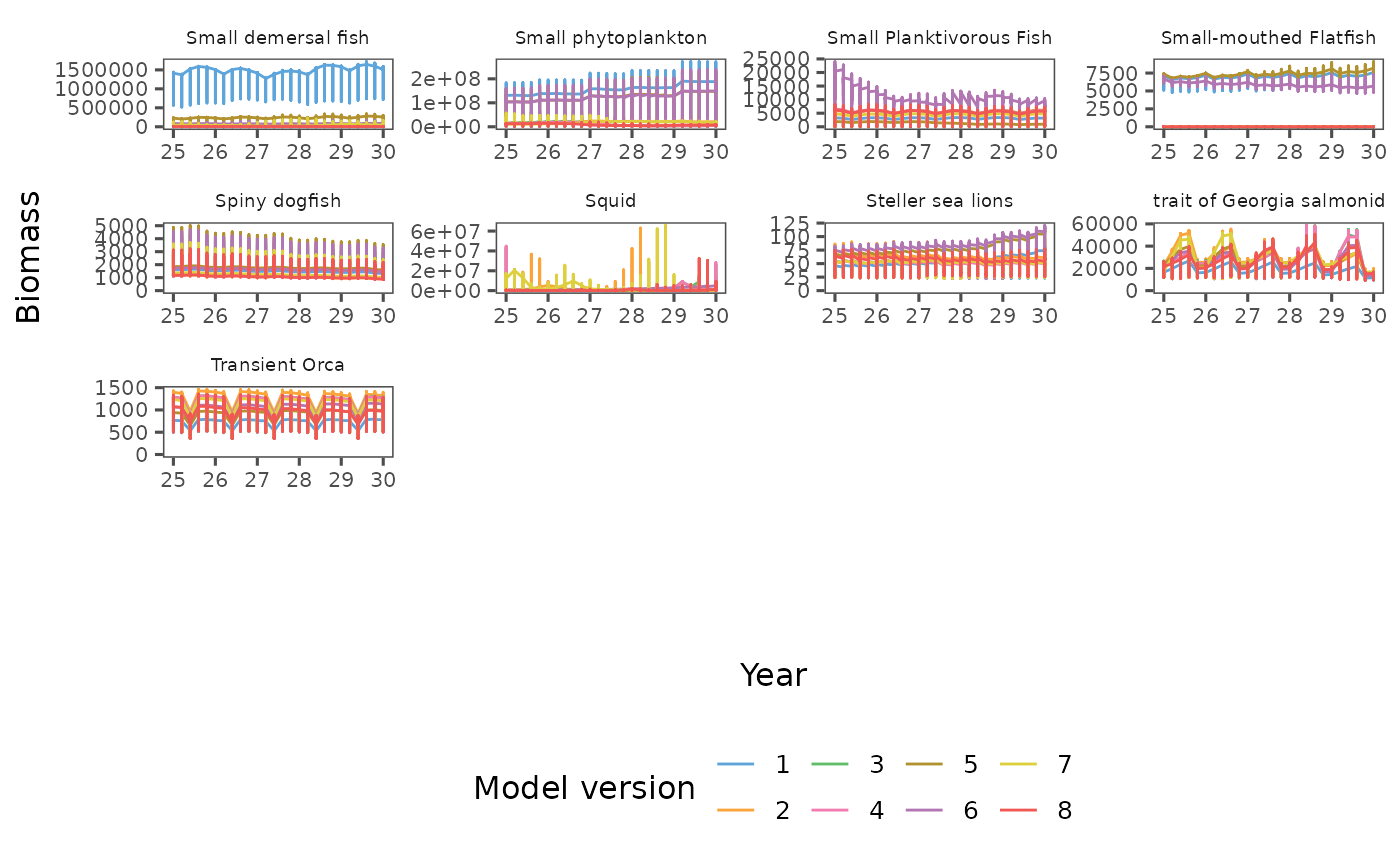 Small demersal fish
Small phytoplankton
Small Planktivorous Fish
Small-mouthed Flatfish
1500000
1000000
500000
0
2e+08
1e+08
0e+00
25000
20000
15000
10000
5000
0
7500
5000
2500
0
25 26 27 28 29 30
25 26 27 28 29 30
25 26 27 28 29 30
25 26 27 28 29 30
Biomass
Spiny dogfish
Squid
Steller sea lions
trait of Georgia salmonid
5000
4000
3000
2000
1000
0
6e+07
4e+07
2e+07
0e+00
125
100
75
50
25
0
60000
40000
20000
0
25 26 27 28 29 30
25 26 27 28 29 30
25 26 27 28 29 30
25 26 27 28 29 30
Transient Orca
1500
1000
500
0
25 26 27 28 29 30
Year
Model version
1 3 5 7
2 4 6 8